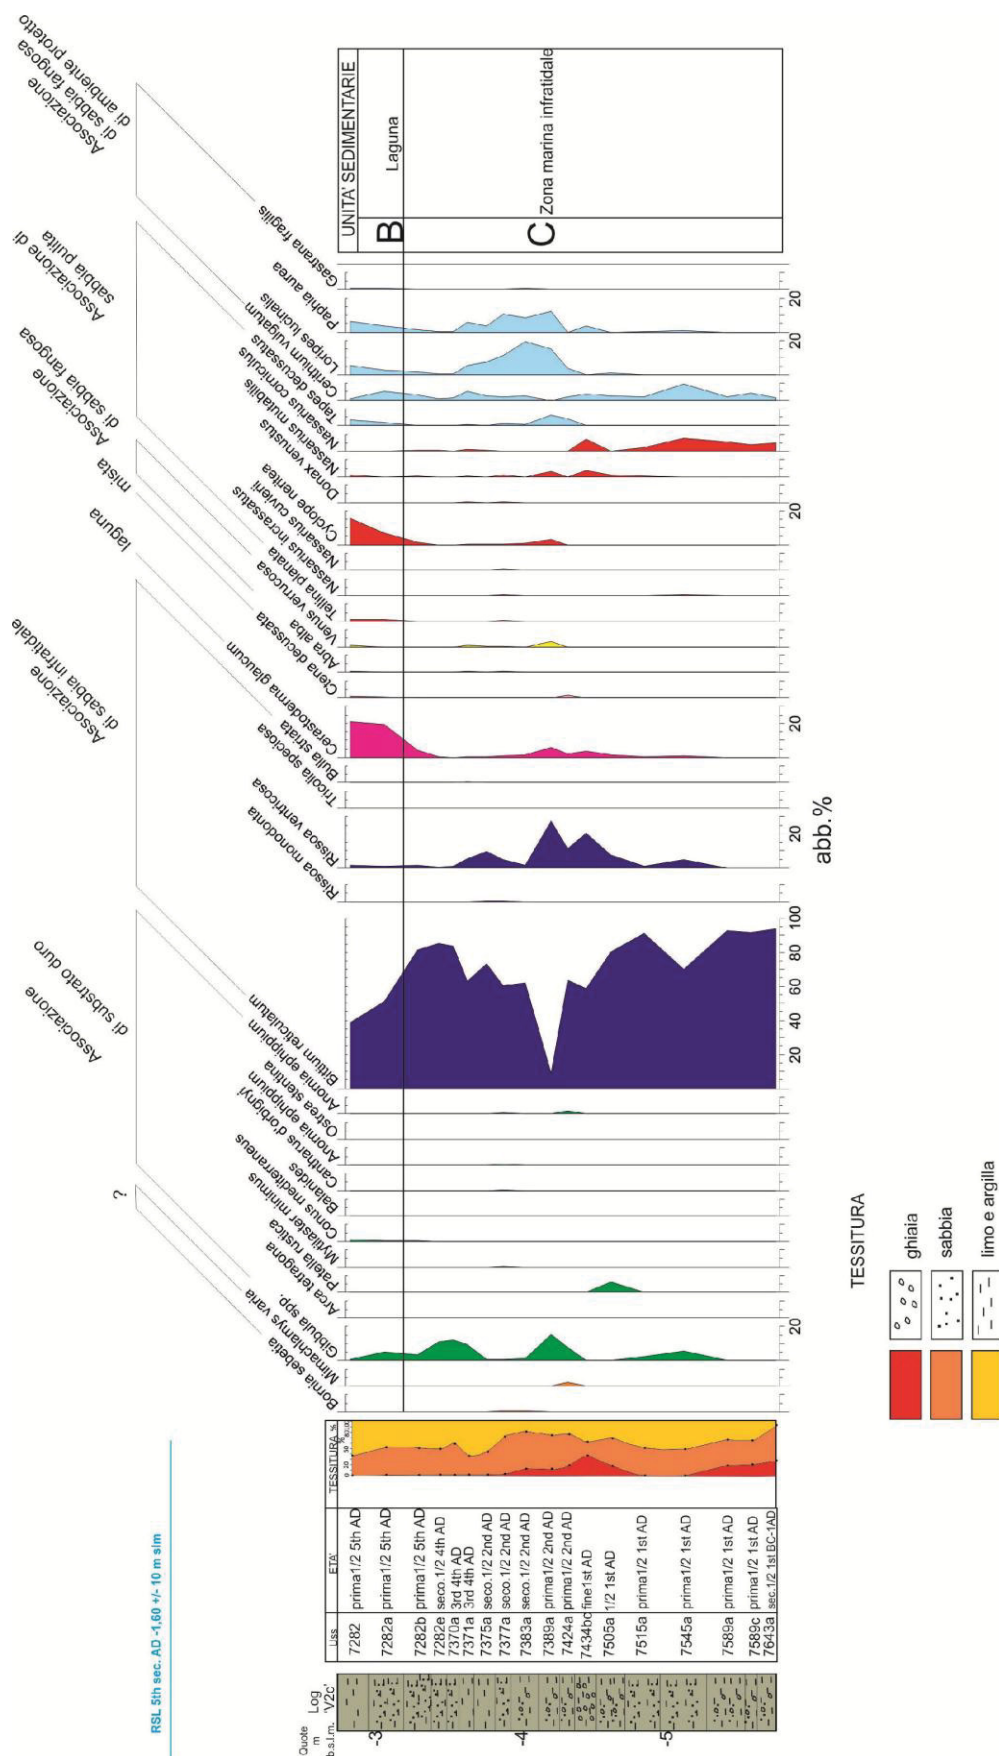 RSL 5th sec. AD -1,60 +/- 10 m slm
Associazione
di sabbia fangosa
di ambiente protetto
Associazione di
sabbia pulita
Associazione
di sabbia fangosa
mista
laguna
Associazione
di sabbia infratidale
Associazione
di substrato duro
?
UNITA' SEDIMENTARIE
B
Laguna
C
Zona marina infratidale
Gastrana fragilis
Paphia aurea
20
Loripes lucinalis
20
Cerithium vulgatum
Tapes decussatus
Nassarius corniculus
Nassarius mutabilis
Donax venustus
Cyclope neritea
20
Nassarius cuvierii
Nassarius incrassatus
Tellina planata
Venus verrucosa
Abra alba
Ctena decussata
Cerastoderma glaucum
20
Bulla striata
Tricolia speciosa
Rissoa ventricosa
20
Rissoa monodonta
Bittium reticulatum
20 40 60 80 100
Anomia ephippium
Ostrea stentina
Anomia ephippium
Cantharus d'orbignyi
Balanides
Conus mediterraneus
Mytilaster minimus
Patella rustica
Arca tetragona
Gibbula spp.
20
Mimachlamys varia
Bornia sebetia
abb.%
TESSITURA %
ETA'
Uss
Log
V2c'
Quote
m
b.s.l.m.
-3
-4
-5
7282 prima1/2 5th AD
7282a prima1/2 5th AD
7282b prima1/2 5th AD
7282e seco.1/2 4th AD
7370a 3rd 4th AD
7371a 3rd 4th AD
7375a seco.1/2 2nd AD
7377a seco.1/2 2nd AD
7383a seco.1/2 2nd AD
7389a prima1/2 2nd AD
7424a prima1/2 2nd AD
7434bc fine1st AD
7505a 1/2 1st AD
7515a prima1/2 1st AD
7545a prima1/2 1st AD
7589a prima1/2 1st AD
7589c prima1/2 1st AD
7643a sec.1/2 1st BC-1AD
TESSITURA
ghiaia
sabbia
limo e argilla